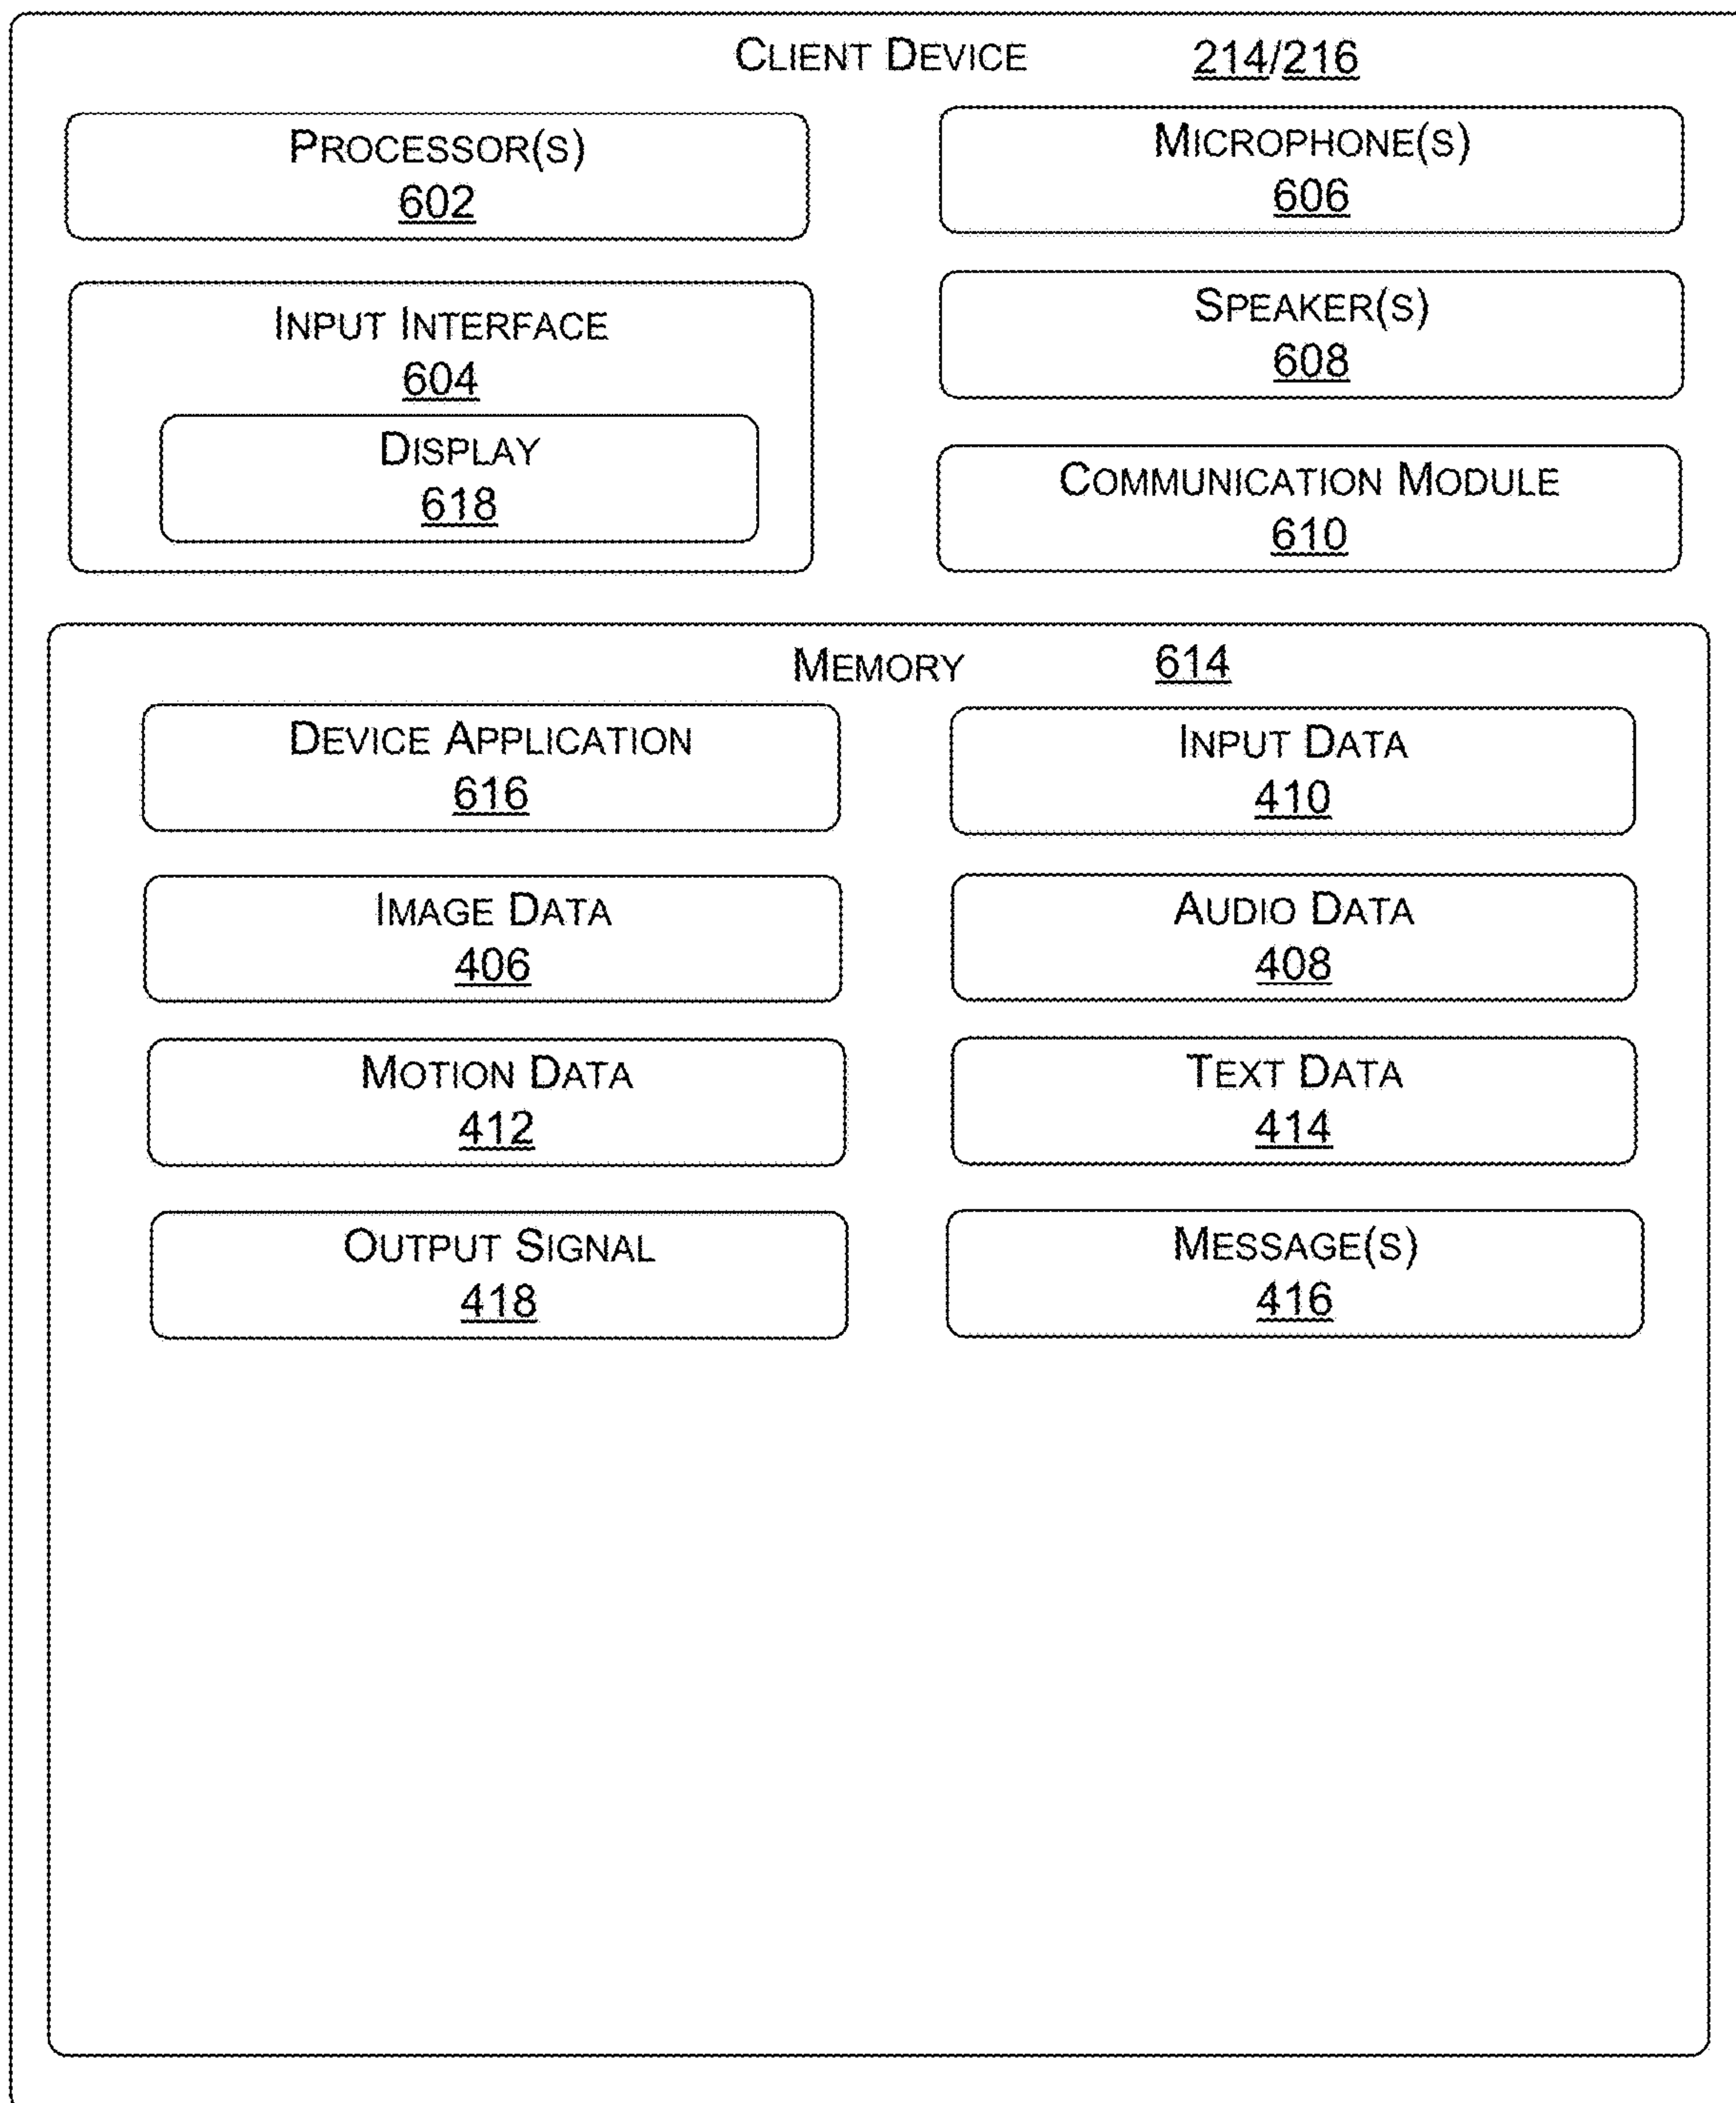 CLIENT DEVICE 214/216
PROCESSOR(S)
602
MICROPHONE(S)
606
INPUT INTERFACE
604
DISPLAY
618
SPEAKER(S)
608
COMMUNICATION MODULE
610
MEMORY 614
DEVICE APPLICATION
616
INPUT DATA
410
IMAGE DATA
406
AUDIO DATA
408
MOTION DATA
412
TEXT DATA
414
OUTPUT SIGNAL
418
MESSAGE(S)
416